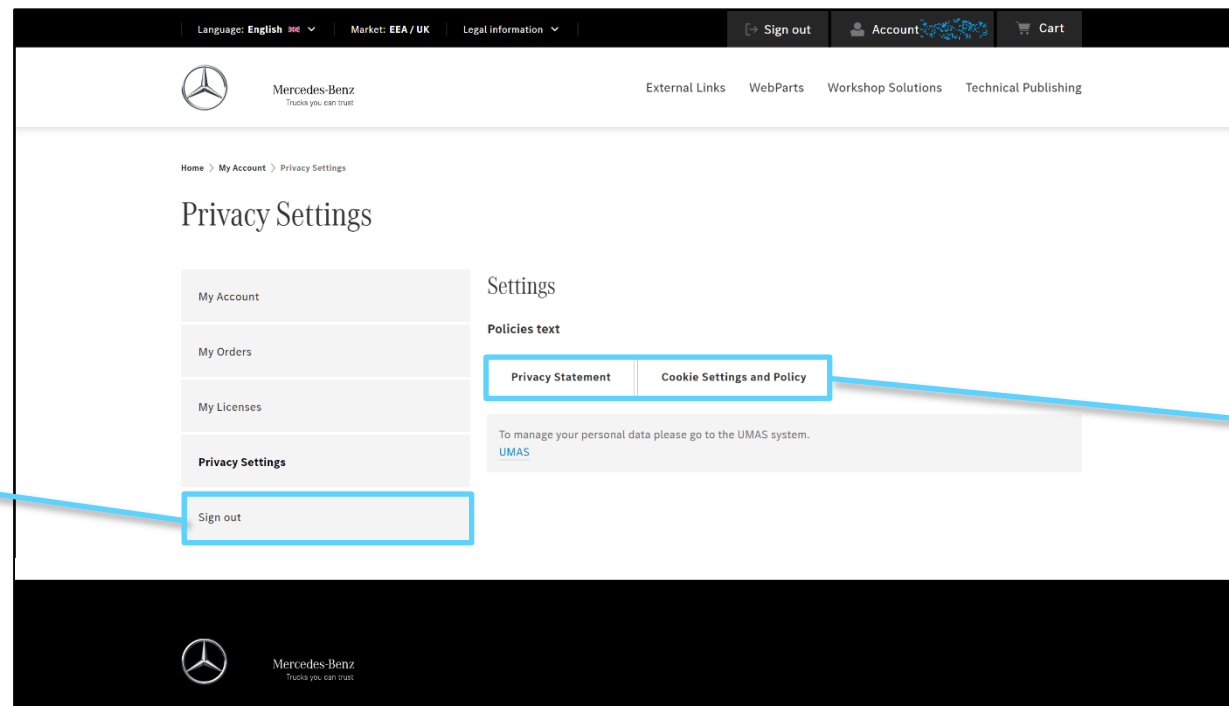 Language: English Market: EEA / UK Legal information Sign out Account Cart
Mercedes-Benz
Trucks you can trust
External Links WebParts Workshop Solutions Technical Publishing
Home > My Account > Privacy Settings
Privacy Settings
My Account
My Orders
My Licenses
Privacy Settings
Sign out
Settings
Policies text
Privacy Statement Cookie Settings and Policy
To manage your personal data please go to the UMAS system.
UMAS
Mercedes-Benz
Trucks you can trust